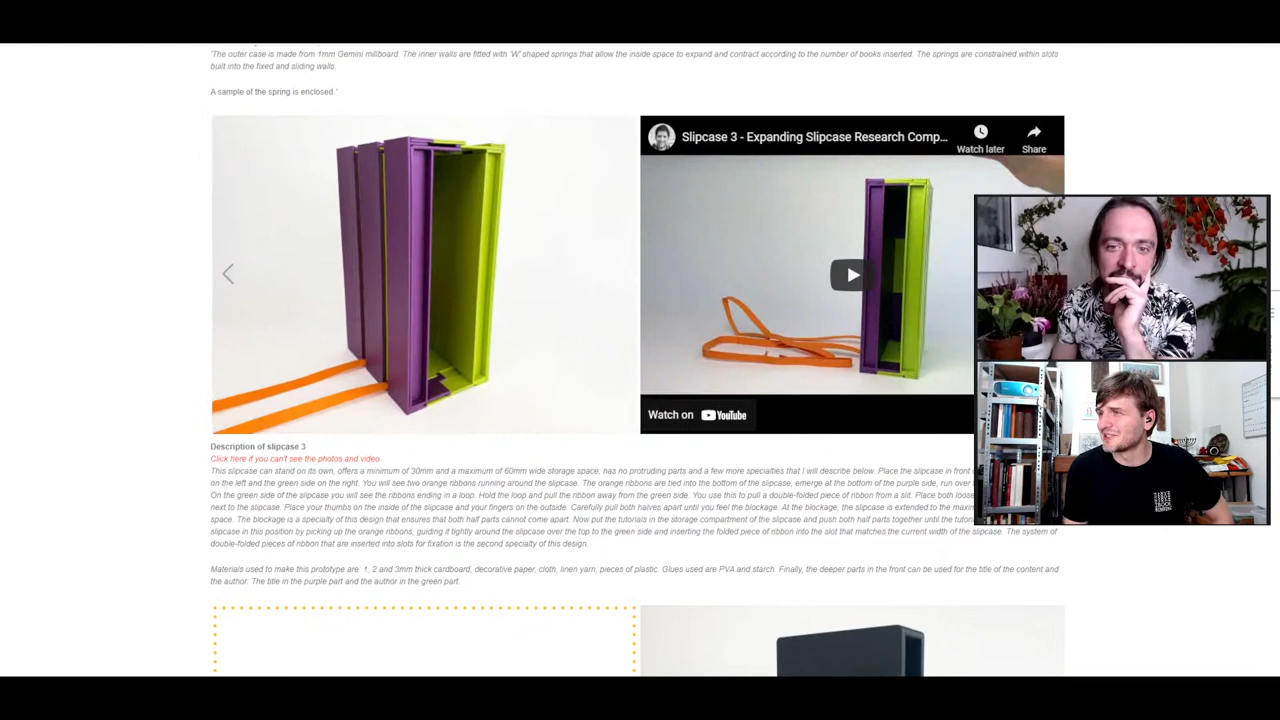 'The outer case is made from 1mm Gemini millboard. The inner walls are fitted with 'W' shaped springs that allow the inside space to expand and contract according to the number of books inserted. The springs are constrained within slots
built into the fixed and sliding walls.
A sample of the spring is enclosed.'
Slipcase 3 - Expanding Slipcase Research Comp...
Watch later
Share
Watch on YouTube
Description of slipcase 3
Click here if you can't see the photos and video.
This slipcase can stand on its own, offers a minimum of 30mm and a maximum of 60mm wide storage space, has no protruding parts and a few more specialties that I will describe below. Place the slipcase in front
on the left and the green side on the right. You will see two orange ribbons running around the slipcase. The orange ribbons are tied into the bottom of the slipcase, emerge at the bottom of the purple side, run over
On the green side of the slipcase you will see the ribbons ending in a loop. Hold the loop and pull the ribbon away from the green side. You use this to pull a double-folded piece of ribbon from a slit. Place both
next to the slipcase. Place your thumbs on the inside of the slipcase and your fingers on the outside. Carefully pull both halves apart until you feel the blockage. At the blockage, the slipcase is extended to the
space. The blockage is a specialty of this design that ensures that both half parts cannot come apart. Now put the tutorials in the storage compartment of the slipcase and push both half parts together until the
slipcase in this position by picking up the orange ribbons, guiding it tightly around the slipcase over the top to the green side and inserting the folded piece of ribbon into the slot that matches the current width of the slipcase. The system of
double-folded pieces of ribbon that are inserted into slots for fixation is the second specialty of this design.
Materials used to make this prototype are: 1, 2 and 3mm thick cardboard, decorative paper, cloth, linen yarn, pieces of plastic. Glues used are PVA and starch. Finally, the deeper parts in the front can be used for the title of the content and
the author. The title in the purple part and the author in the green part.